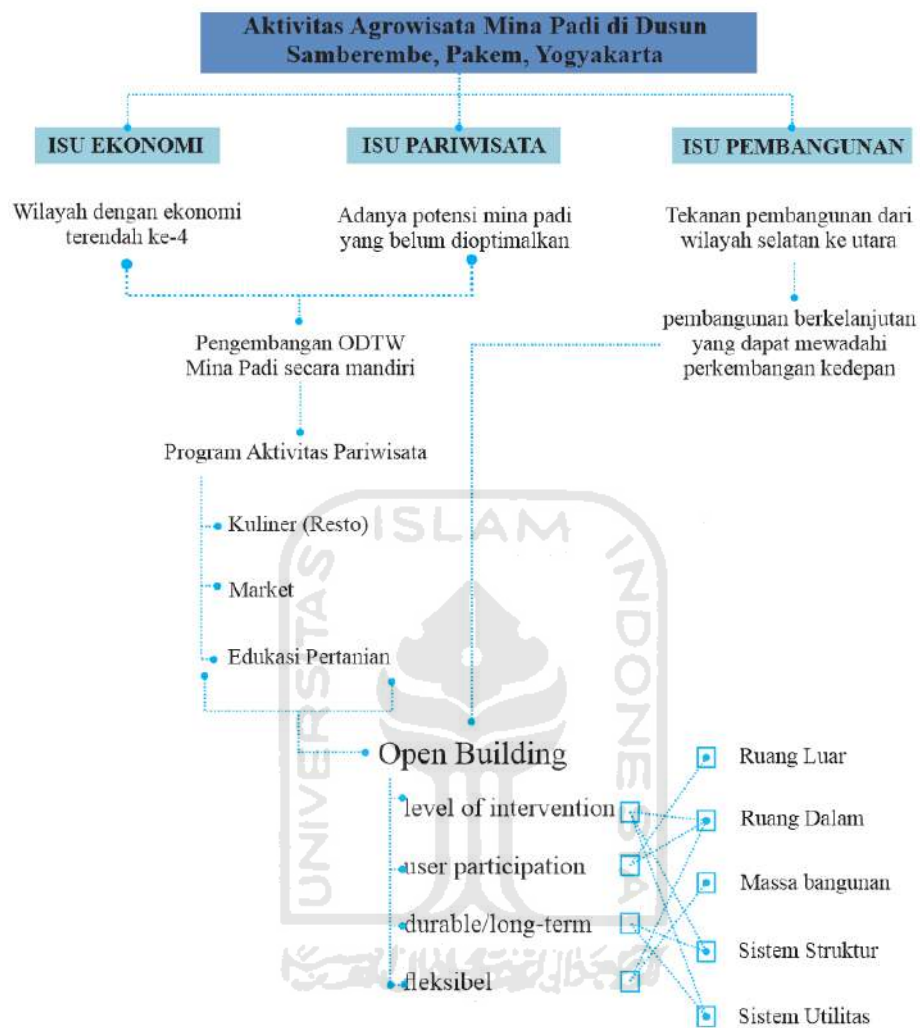 Aktivitas Agrowisata Mina Padi di Dusun
Samberembe, Pakem, Yogyakarta
ISU EKONOMI
ISU PARIWISATA
ISU PEMBANGUNAN
Wilayah dengan ekonomi
terendah ke-4
Adanya potensi mina padi
yang belum dioptimalkan
Tekanan pembangunan dari
wilayah selatan ke utara
Pengembangan ODTW
Mina Padi secara mandiri
pembangunan berkelanjutan
yang dapat mewadahi
perkembangan kedepan
Program Aktivitas Pariwisata
Kuliner (Resto)
Market
Edukasi Pertanian
Open Building
level of intervention
user participation
durable/long-term
fleksibel
Ruang Luar
Ruang Dalam
Massa bangunan
Sistem Struktur
Sistem Utilitas
UNIVERSITAS
ISLAM
INDONESIA